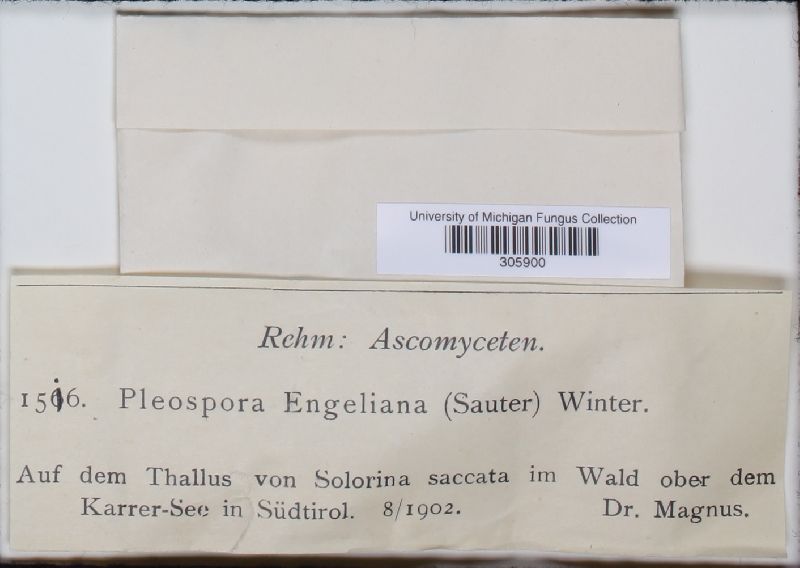 University of Michigan Fungus Collection
305900
Rehm: Ascomyceten.
1516. Pleospora Engeliana (Sauter) Winter.
Auf dem Thallus von Solorina saccata im Wald ober dem
Karrer-See in Südtirol. 8/1902. Dr. Magnus.